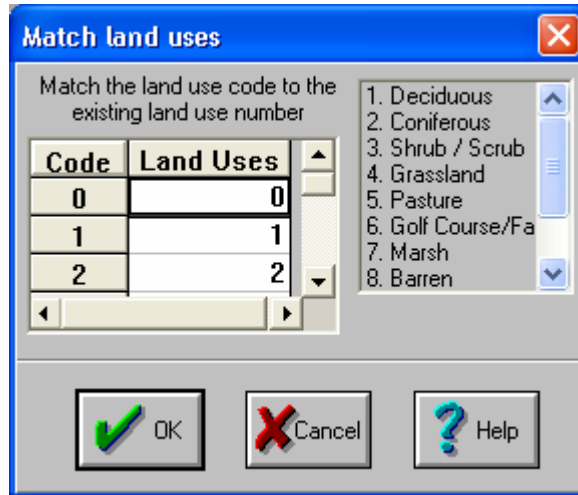 Match land uses
Match the land use code to the
existing land use number
Code Land Uses
0 0
1 1
2 2
1. Deciduous
2. Coniferous
3. Shrub / Scrub
4. Grassland
5. Pasture
6. Golf Course/Fa
7. Marsh
8. Barren
OK Cancel Help